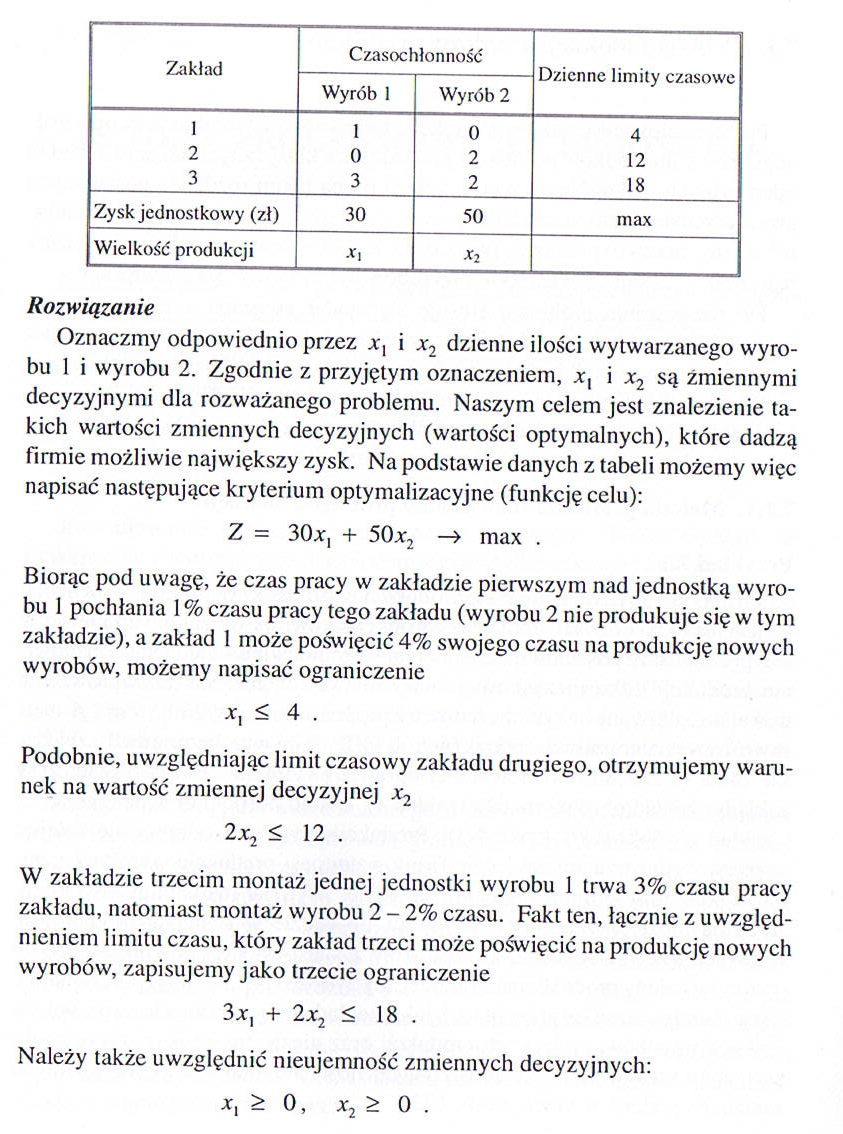 Zakład
Czasochłonność
Dzienne limity czasowe
Wyrób 1
Wyrób 2
1 1 0 4
2 0 2 12
3 3 2 18
Zysk jednostkowy (zł) 30 50 max
Wielkość produkcji x₁ x₂
Rozwiązanie
Oznaczmy odpowiednio przez x₁ i x₂ dzienne ilości wytwarzanego wyro-
bu 1 i wyrobu 2. Zgodnie z przyjętym oznaczeniem, x₁ i x₂ są zmiennymi
decyzyjnymi dla rozważanego problemu. Naszym celem jest znalezienie ta-
kich wartości zmiennych decyzyjnych (wartości optymalnych), które dadzą
firmie możliwie największy zysk. Na podstawie danych z tabeli możemy więc
napisać następujące kryterium optymalizacyjne (funkcję celu):
Z = 30x₁ + 50x₂ → max .
Biorąc pod uwagę, że czas pracy w zakładzie pierwszym nad jednostką wyro-
bu 1 pochłania 1% czasu pracy tego zakładu (wyrobu 2 nie produkuje się w tym
zakładzie), a zakład 1 może poświęcić 4% swojego czasu na produkcję nowych
wyrobów, możemy napisać ograniczenie
x₁ ≤ 4 .
Podobnie, uwzględniając limit czasowy zakładu drugiego, otrzymujemy waru-
nek na wartość zmiennej decyzyjnej x₂
2x₂ ≤ 12 .
W zakładzie trzecim montaż jednej jednostki wyrobu 1 trwa 3% czasu pracy
zakładu, natomiast montaż wyrobu 2 – 2% czasu. Fakt ten, łącznie z uwzględ-
nieniem limitu czasu, który zakład trzeci może poświęcić na produkcję nowych
wyrobów, zapisujemy jako trzecie ograniczenie
3x₁ + 2x₂ ≤ 18 .
Należy także uwzględnić nieujemność zmiennych decyzyjnych:
x₁ ≥ 0, x₂ ≥ 0 .